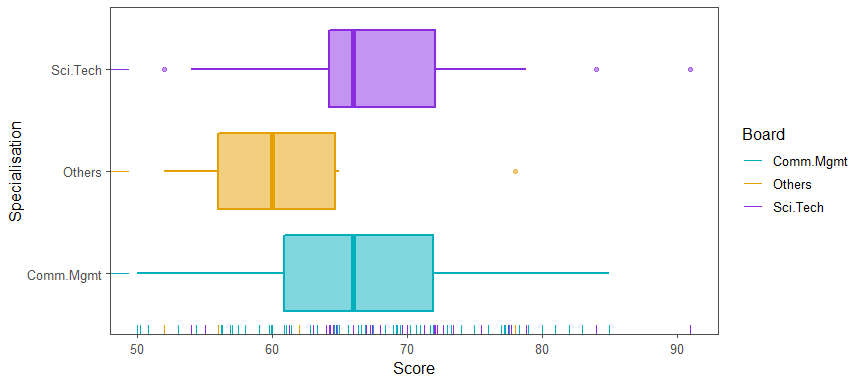 Specialisation
Sci.Tech
Others
Comm.Mgmt
50 60 70 80 90
Score
Board
Comm.Mgmt
Others
Sci.Tech